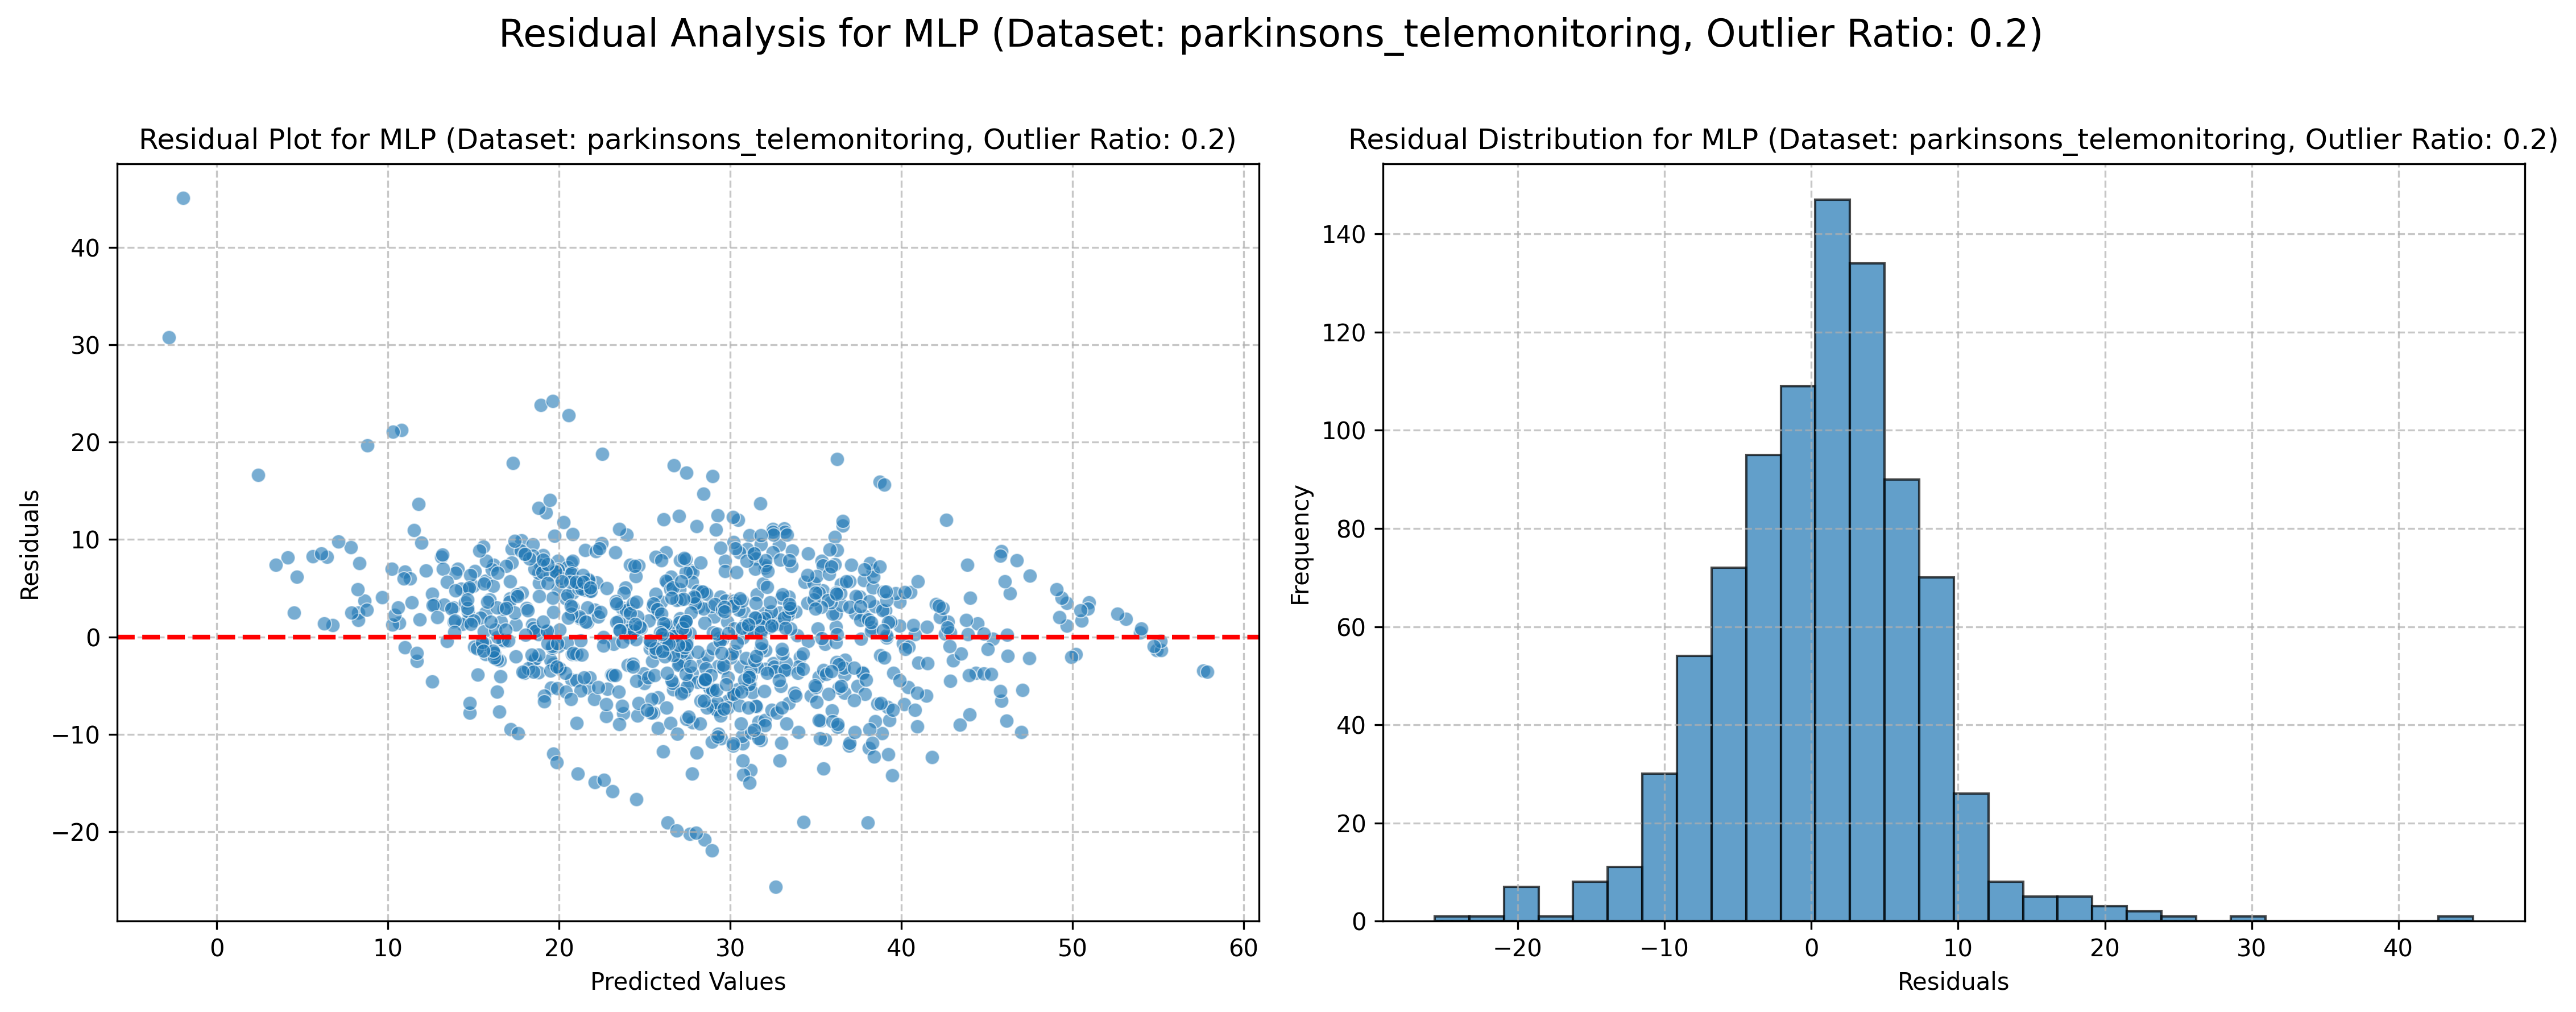 Residual Analysis for MLP (Dataset: parkinsons_telemonitoring, Outlier Ratio: 0.2)
Residual Plot for MLP (Dataset: parkinsons_telemonitoring, Outlier Ratio: 0.2)
40
30
20
10
0
−10
−20
Residuals
0 10 20 30 40 50 60
Predicted Values
Residual Distribution for MLP (Dataset: parkinsons_telemonitoring, Outlier Ratio: 0.2)
140
120
100
80
60
40
20
0
Frequency
−20 −10 0 10 20 30 40
Residuals